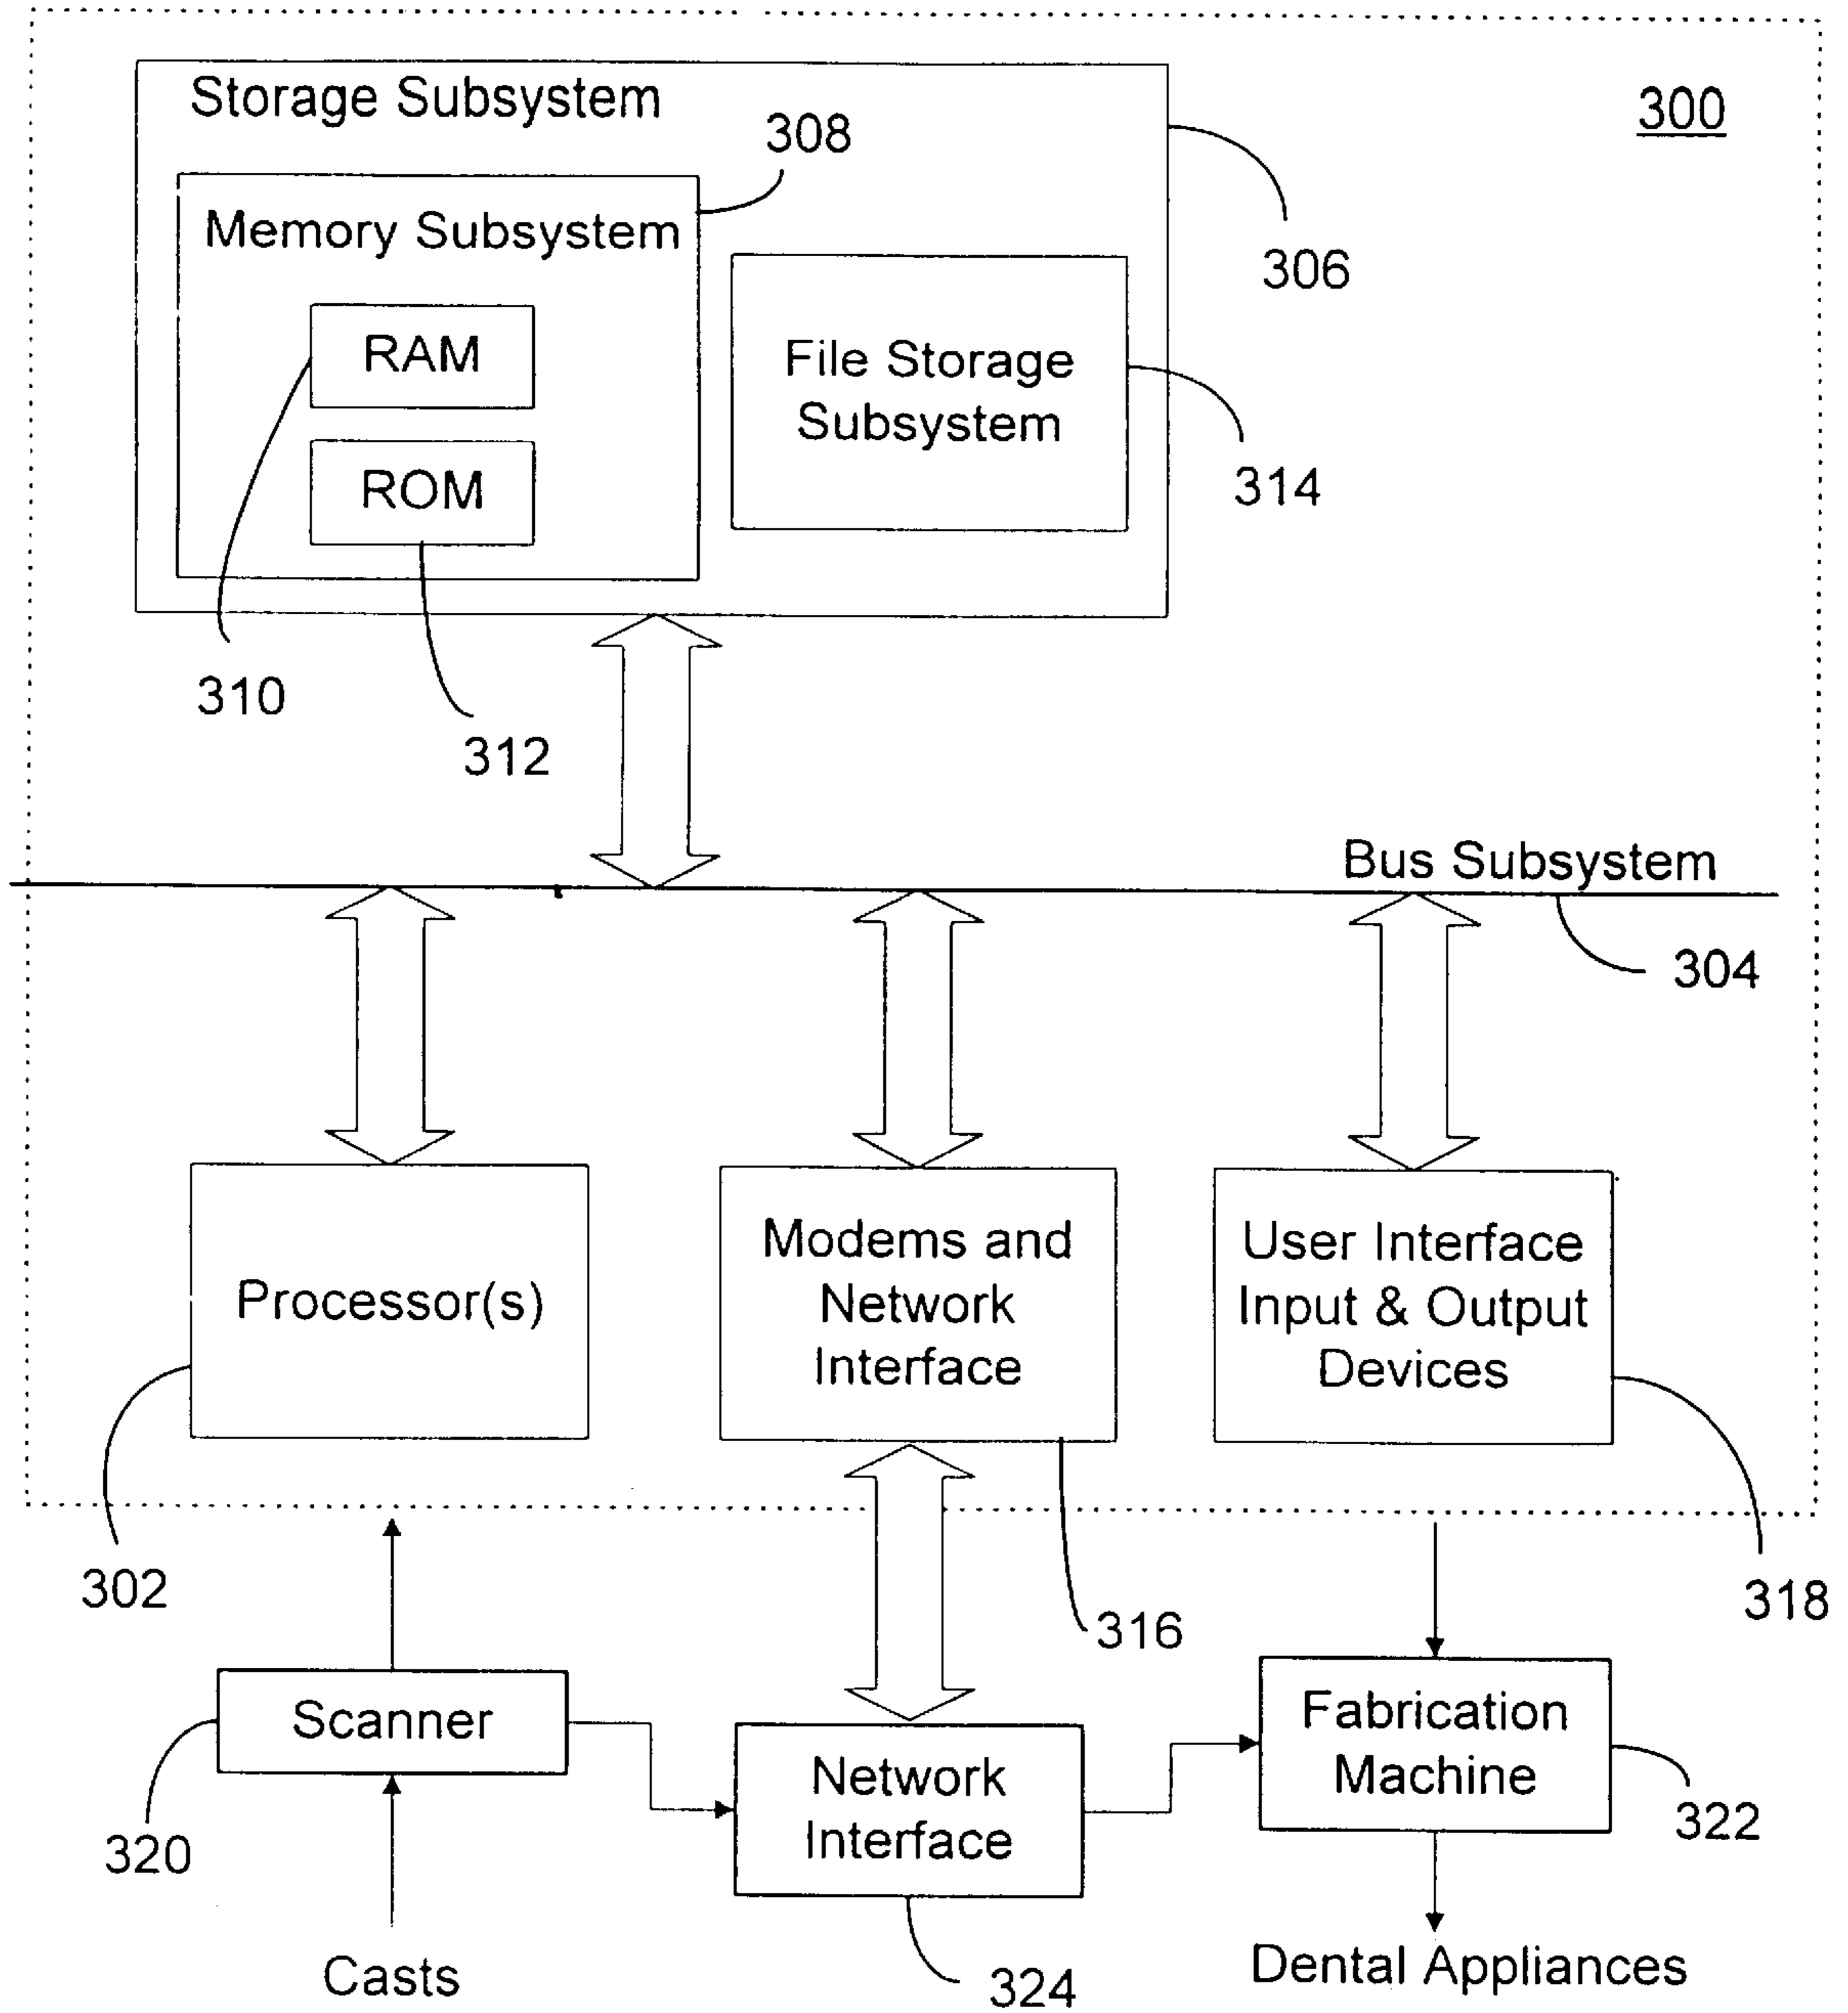 300
Storage Subsystem
308
Memory Subsystem
306
RAM
File Storage
Subsystem
ROM
314
310
312
Bus Subsystem
304
Processor(s)
Modems and
Network
Interface
User Interface
Input & Output
Devices
302
316
318
Scanner
320
Network
Interface
324
Fabrication
Machine
322
Casts
Dental Appliances